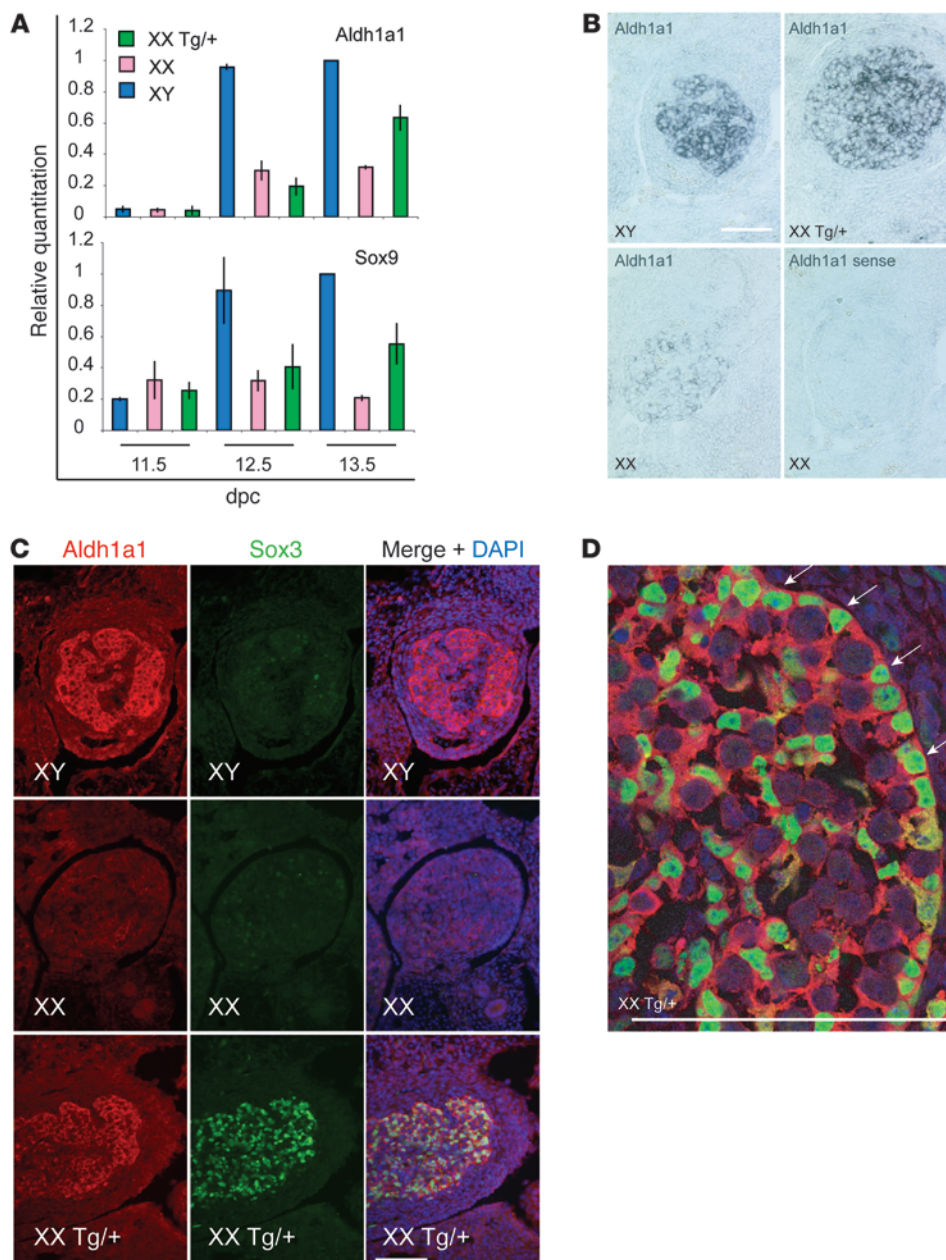 A
Relative quantitation
1.2
1
0.8
0.6
0.4
0.2
0
XX Tg/+
XX
XY
Aldh1a1
1.2
1
0.8
0.6
0.4
0.2
0
Sox9
11.5 12.5 13.5
dpc
B
Aldh1a1
XY
Aldh1a1
XX Tg/+
Aldh1a1
XX
Aldh1a1 sense
XX
C
Aldh1a1 Sox3 Merge + DAPI
XY XY XY
XX XX XX
XX Tg/+ XX Tg/+ XX Tg/+
D
XX Tg/+